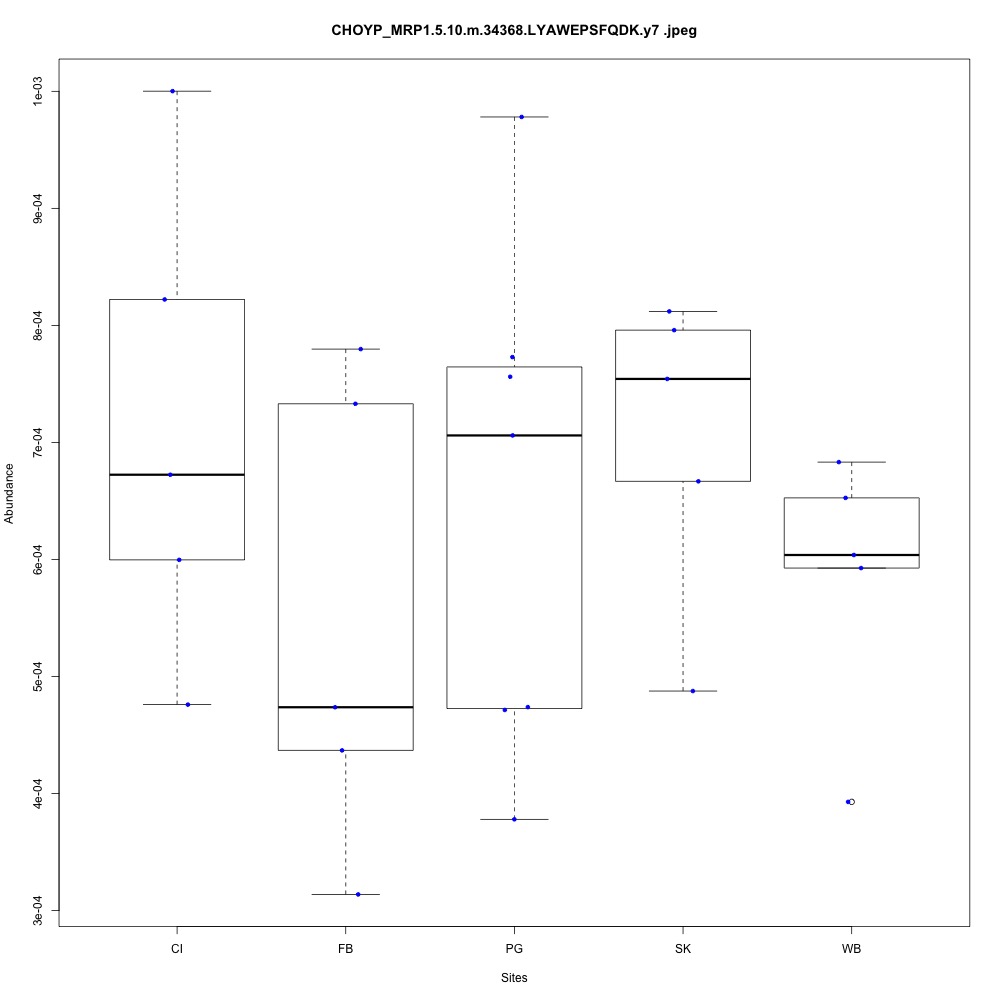 CHOYP_MRP1.5.10.m.34368.LYAWEPSFQDK.y7 .jpeg
1e-03
9e-04
8e-04
7e-04
6e-04
5e-04
4e-04
3e-04
Abundance
CI FB PG SK WB
Sites